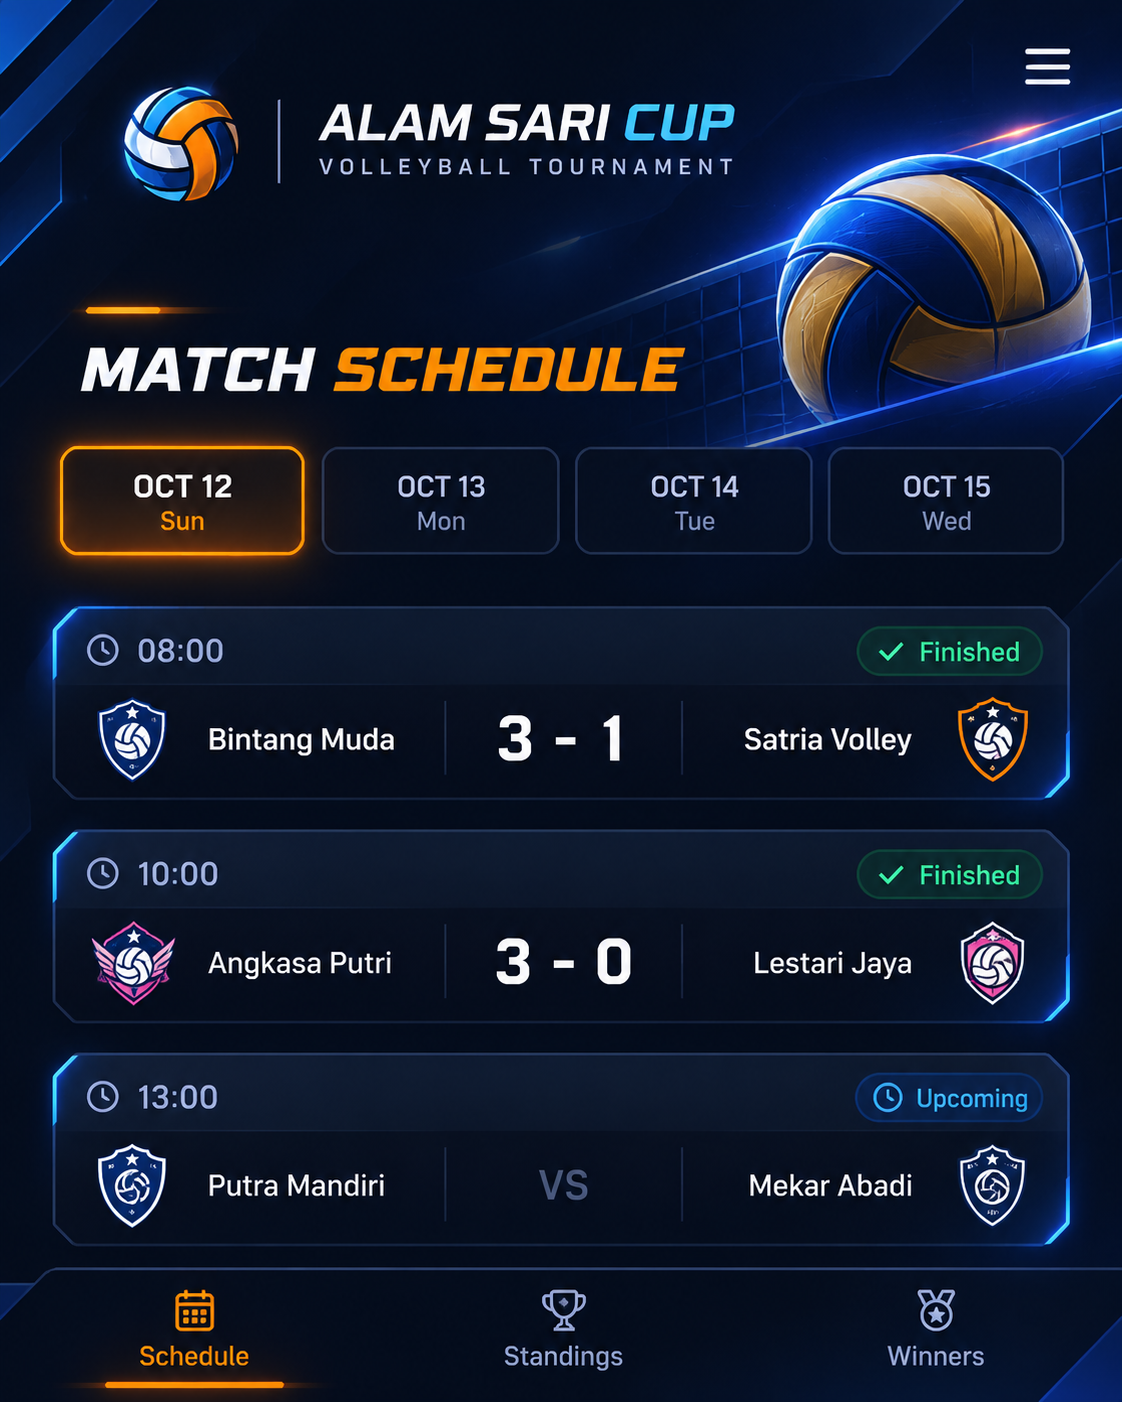 ALAM SARI CUP
VOLLEYBALL TOURNAMENT
MATCH SCHEDULE
OCT 12
Sun
OCT 13
Mon
OCT 14
Tue
OCT 15
Wed
08:00
Finished
Bintang Muda
3 - 1
Satria Volley
10:00
Finished
Angkasa Putri
3 - 0
Lestari Jaya
13:00
Upcoming
Putra Mandiri
VS
Mekar Abadi
Schedule
Standings
Winners